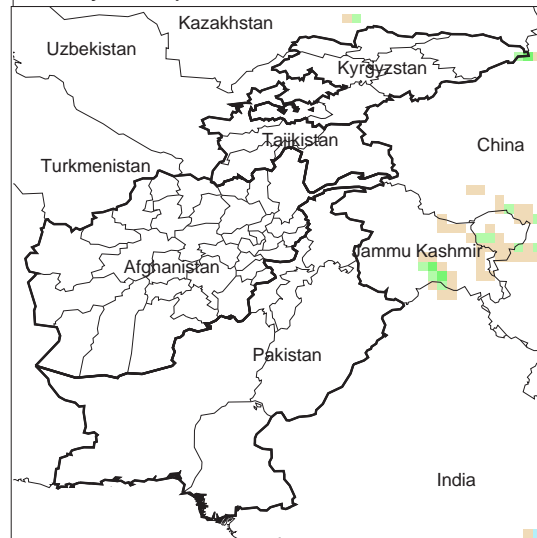 Kazakhstan
Uzbekistan
Kyrgyzstan
Tajikistan
China
Turkmenistan
Jammu Kashmir
Afghanistan
Pakistan
India